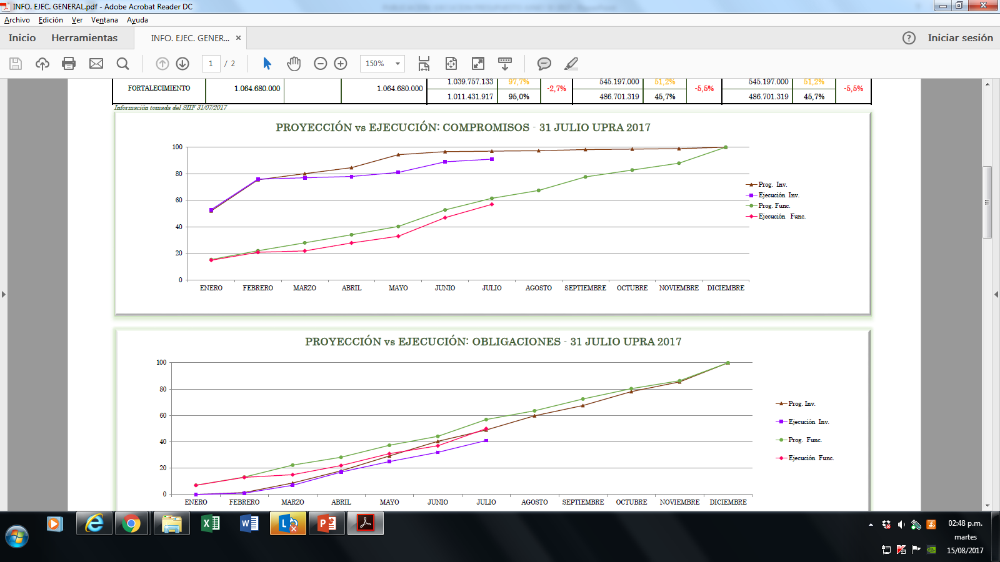 INFO. EJEC. GENERAL.pdf - Adobe Acrobat Reader DC
Archivo Edición Ver Ventana Ayuda
Inicio Herramientas INFO. EJEC. GENER... × ? Iniciar sesión
1 / 2 150%
FORTALECIMIENTO 1.064.680.000 1.064.680.000 1.039.757.133 97,7% -2,7% 545.197.000 51,2% -5,5% 545.197.000 51,2% -5,5%
1.011.431.917 95,0% 486.701.319 45,7% 486.701.319 45,7%
Información tomada del SIIF 31/07/2017
PROYECCIÓN vs EJECUCIÓN: COMPROMISOS - 31 JULIO UPRA 2017
100
80
60
40
20
0
ENERO FEBRERO MARZO ABRIL MAYO JUNIO JULIO AGOSTO SEPTIEMBRE OCTUBRE NOVIEMBRE DICIEMBRE
Prog. Inv.
Ejecución Inv.
Prog. Func.
Ejecución Func.
PROYECCIÓN vs EJECUCIÓN: OBLIGACIONES - 31 JULIO UPRA 2017
100
80
60
40
20
0
ENERO FEBRERO MARZO ABRIL MAYO JUNIO JULIO AGOSTO SEPTIEMBRE OCTUBRE NOVIEMBRE DICIEMBRE
Prog. Inv.
Ejecución Inv.
Prog. Func.
Ejecución Func.
02:48 p.m.
martes
15/08/2017